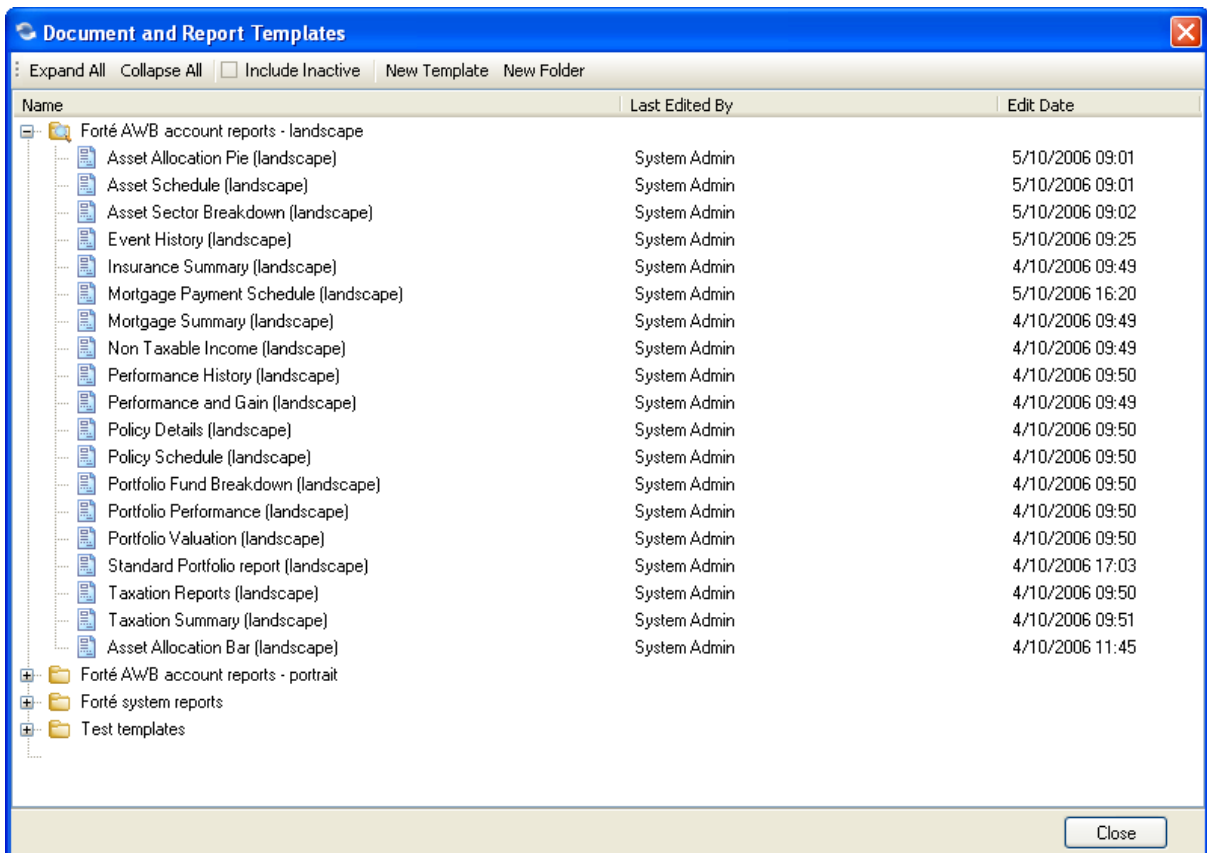 Document and Report Templates
Expand All Collapse All Include Inactive New Template New Folder
Name Last Edited By Edit Date
Forté AWB account reports - landscape
Asset Allocation Pie (landscape) System Admin 5/10/2006 09:01
Asset Schedule (landscape) System Admin 5/10/2006 09:01
Asset Sector Breakdown (landscape) System Admin 5/10/2006 09:02
Event History (landscape) System Admin 5/10/2006 09:25
Insurance Summary (landscape) System Admin 4/10/2006 09:49
Mortgage Payment Schedule (landscape) System Admin 5/10/2006 16:20
Mortgage Summary (landscape) System Admin 4/10/2006 09:49
Non Taxable Income (landscape) System Admin 4/10/2006 09:49
Performance History (landscape) System Admin 4/10/2006 09:50
Performance and Gain (landscape) System Admin 4/10/2006 09:49
Policy Details (landscape) System Admin 4/10/2006 09:50
Policy Schedule (landscape) System Admin 4/10/2006 09:50
Portfolio Fund Breakdown (landscape) System Admin 4/10/2006 09:50
Portfolio Performance (landscape) System Admin 4/10/2006 09:50
Portfolio Valuation (landscape) System Admin 4/10/2006 09:50
Standard Portfolio report (landscape) System Admin 4/10/2006 17:03
Taxation Reports (landscape) System Admin 4/10/2006 09:50
Taxation Summary (landscape) System Admin 4/10/2006 09:51
Asset Allocation Bar (landscape) System Admin 4/10/2006 11:45
Forté AWB account reports - portrait
Forté system reports
Test templates
Close